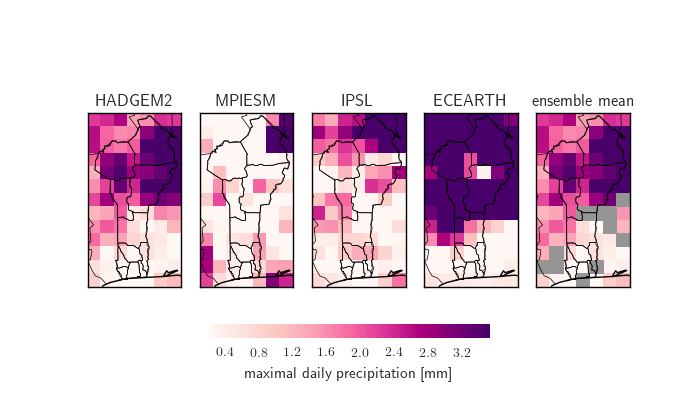 HADGEM2 MPIESM IPSL ECEARTH ensemble mean
0.4 0.8 1.2 1.6 2.0 2.4 2.8 3.2
maximal daily precipitation [mm]